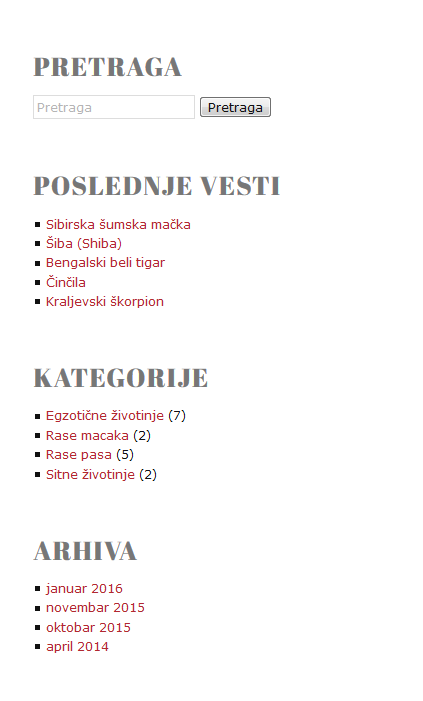 PRETRAGA
Pretraga Pretraga
POSLEDNJE VESTI
Sibirska šumska mačka
Šiba (Shiba)
Bengalski beli tigar
Činčila
Kraljevski škorpion
KATEGORIJE
Egzotične životinje (7)
Rase macaka (2)
Rase pasa (5)
Sitne životinje (2)
ARHIVA
januar 2016
novembar 2015
oktobar 2015
april 2014